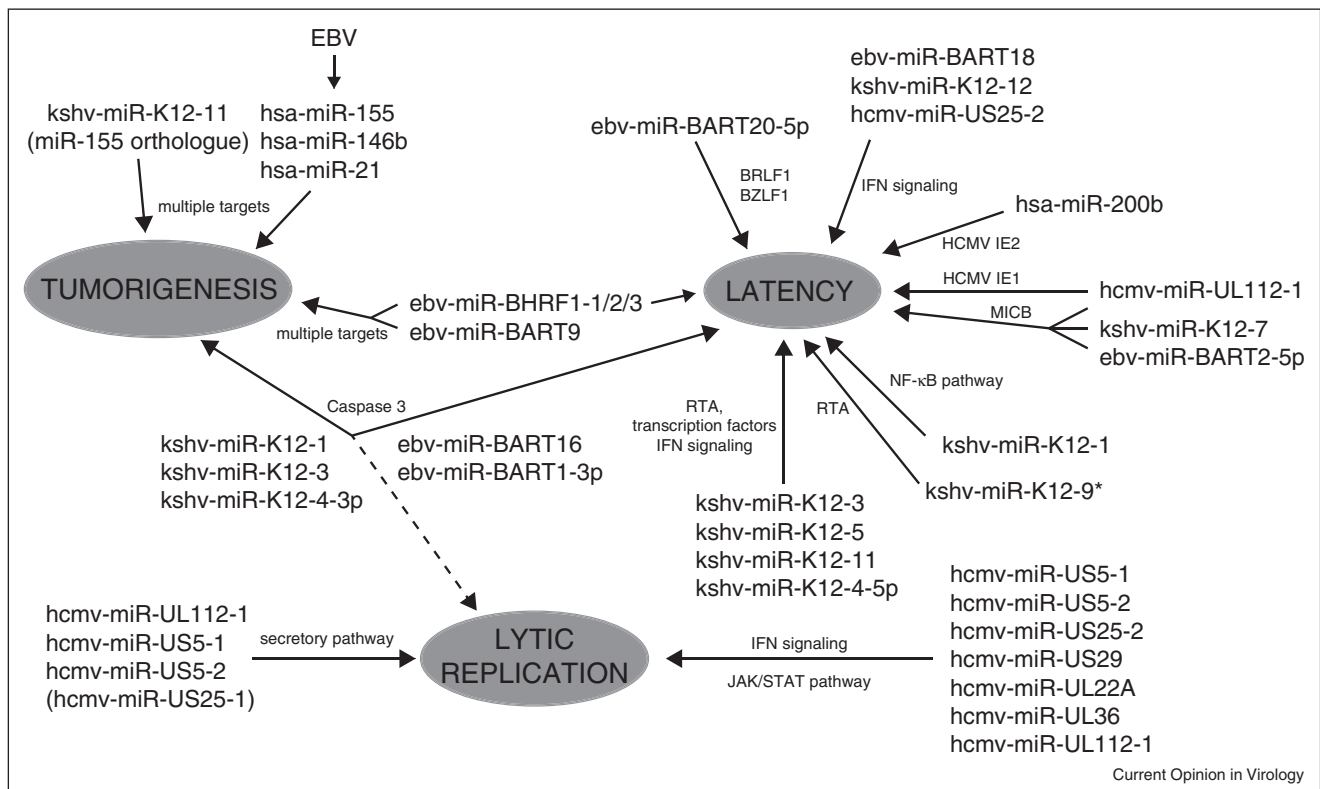 EBV
kshv-miR-K12-11
(miR-155 orthologue)
hsa-miR-155
hsa-miR-146b
hsa-miR-21
multiple targets
TUMORIGENESIS
ebv-miR-BHRF1-1/2/3
ebv-miR-BART9
multiple targets
ebv-miR-BART20-5p
BRLF1
BZLF1
ebv-miR-BART18
kshv-miR-K12-12
hcmv-miR-US25-2
IFN signaling
hsa-miR-200b
HCMV IE2
LATENCY
HCMV IE1
hcmv-miR-UL112-1
MICB
kshv-miR-K12-7
ebv-miR-BART2-5p
Caspase 3
kshv-miR-K12-1
kshv-miR-K12-3
kshv-miR-K12-4-3p
ebv-miR-BART16
ebv-miR-BART1-3p
RTA,
transcription factors
IFN signaling
kshv-miR-K12-3
kshv-miR-K12-5
kshv-miR-K12-11
kshv-miR-K12-4-5p
RTA
kshv-miR-K12-9*
NF-κB pathway
kshv-miR-K12-1
hcmv-miR-UL112-1
hcmv-miR-US5-1
hcmv-miR-US5-2
(hcmv-miR-US25-1)
secretory pathway
LYTIC
REPLICATION
IFN signaling
JAK/STAT pathway
hcmv-miR-US5-1
hcmv-miR-US5-2
hcmv-miR-US25-2
hcmv-miR-US29
hcmv-miR-UL22A
hcmv-miR-UL36
hcmv-miR-UL112-1
Current Opinion in Virology